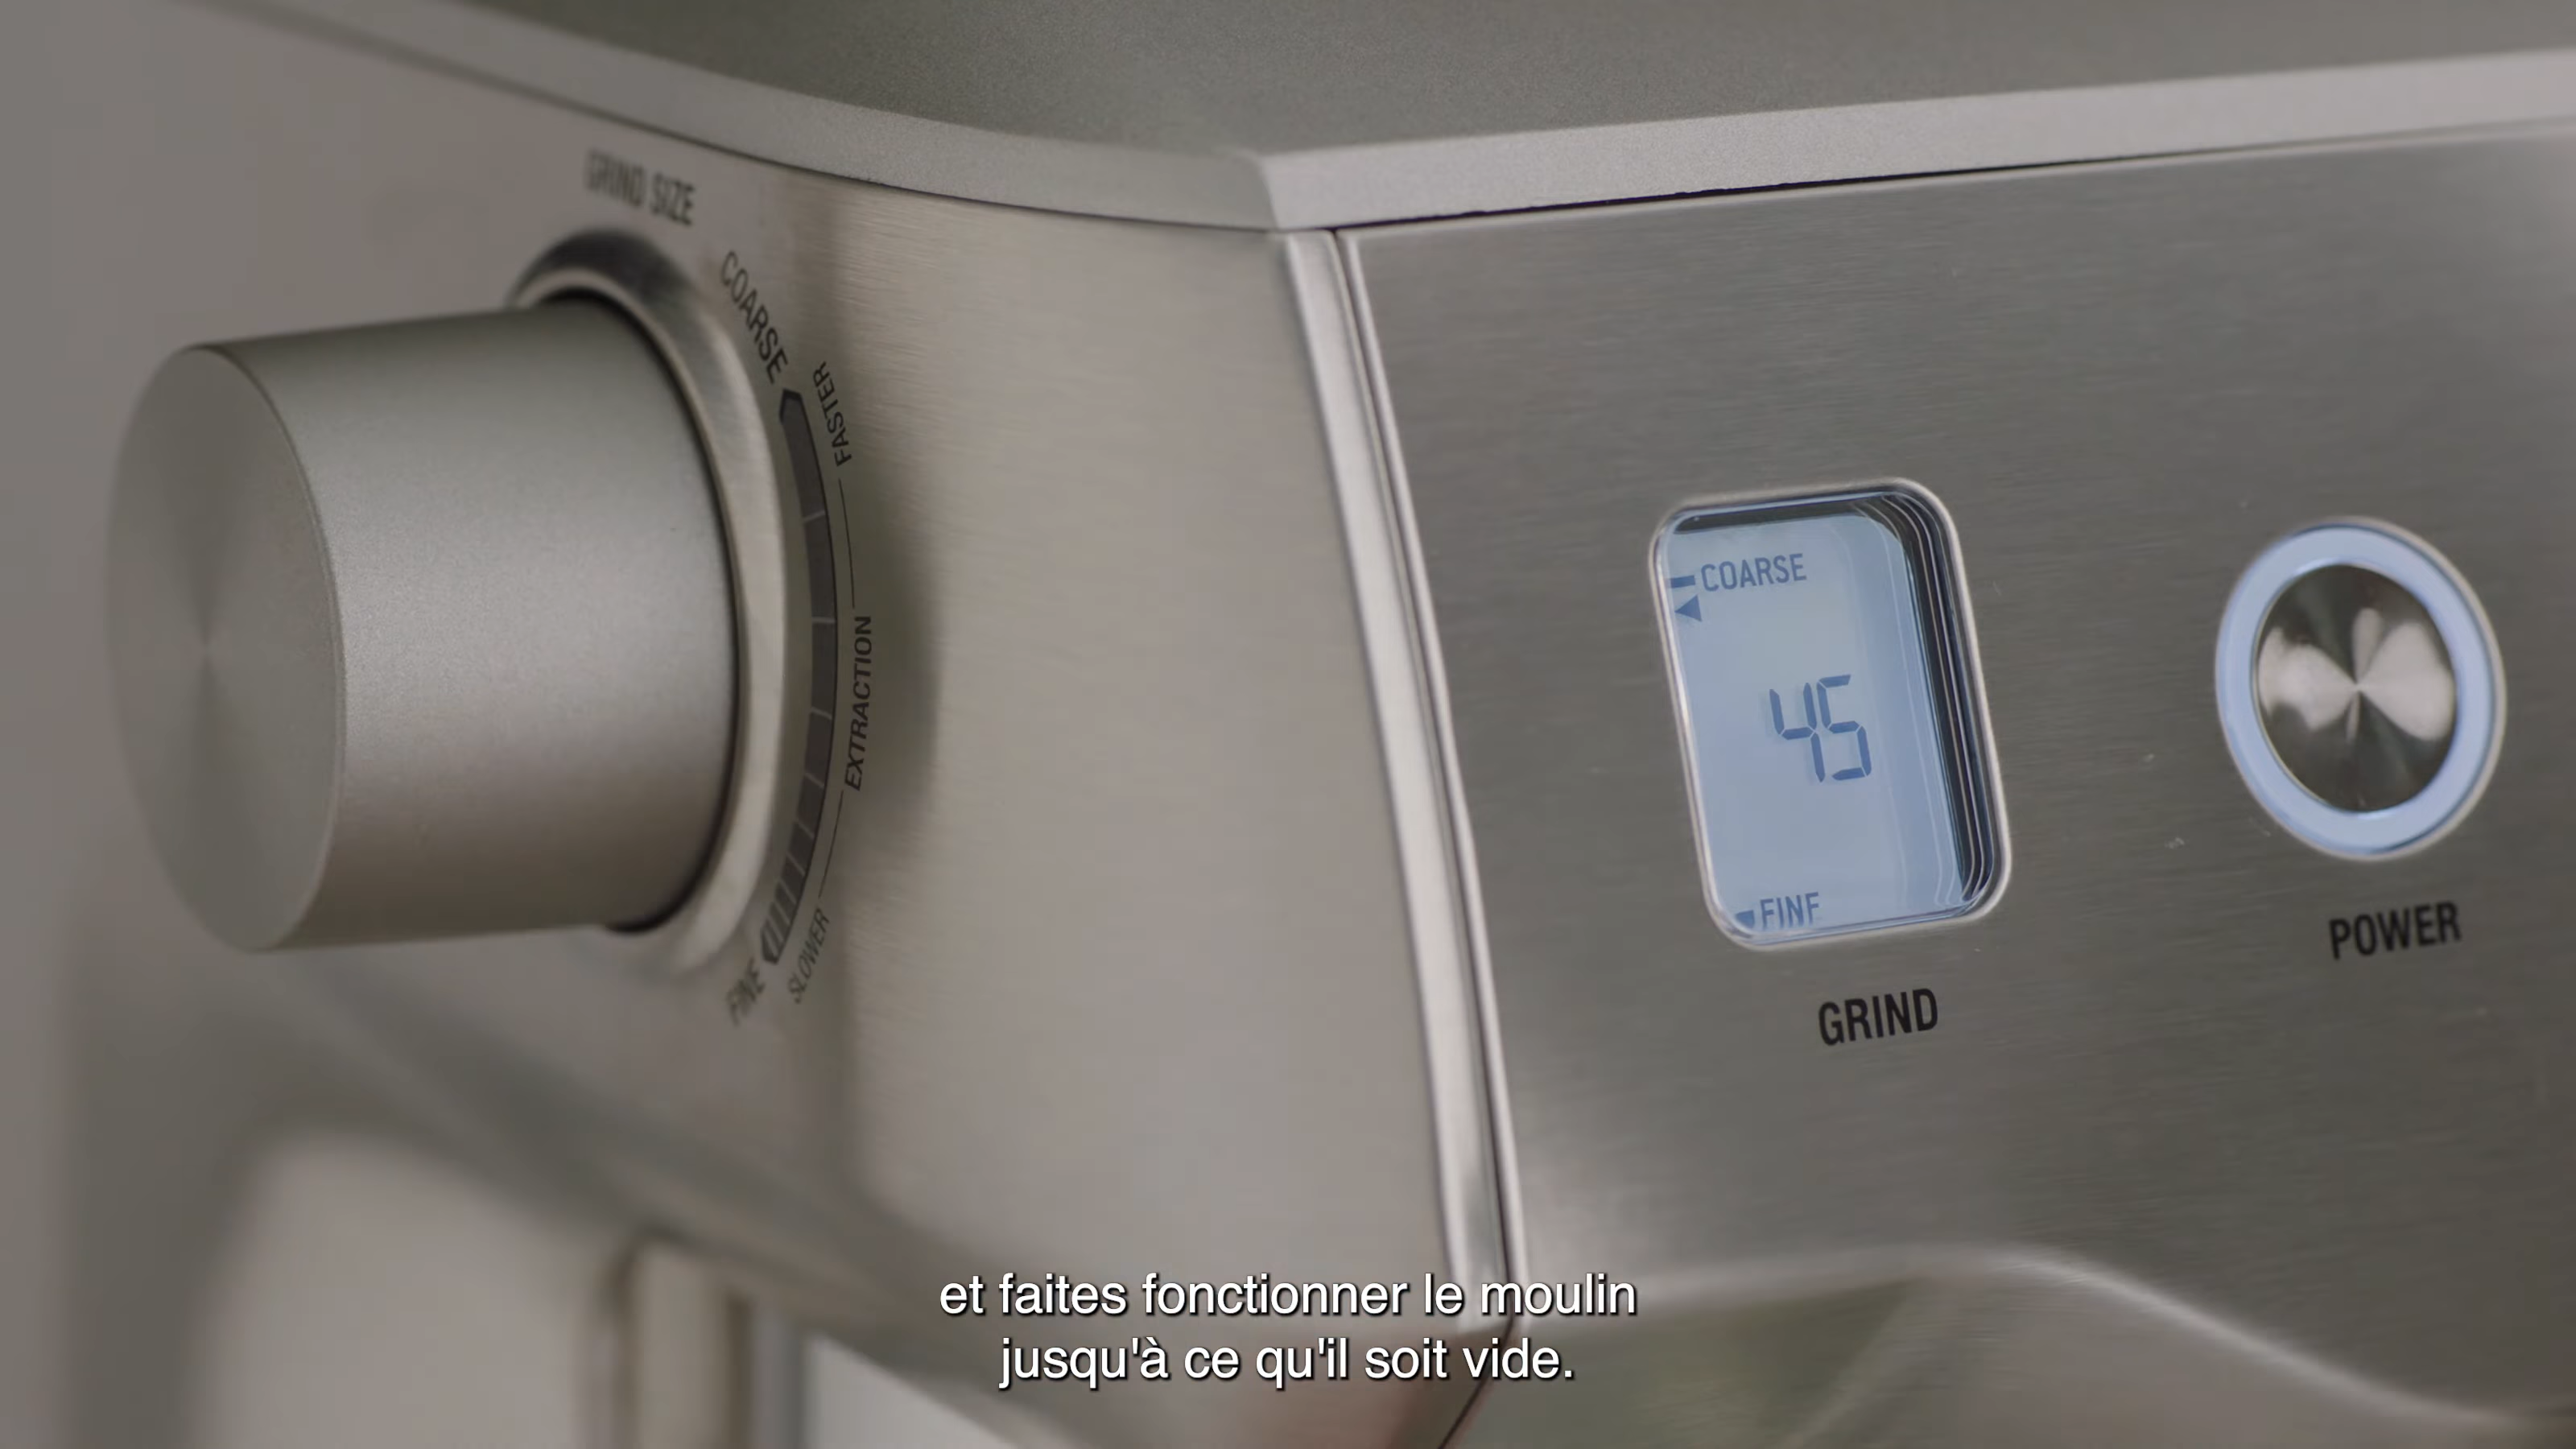 GRIND SIZE
COARSE
FASTER
EXTRACTION
SLOWER
FINE
COARSE
45
FINE
GRIND
POWER
et faites fonctionner le moulin
jusqu'à ce qu'il soit vide.